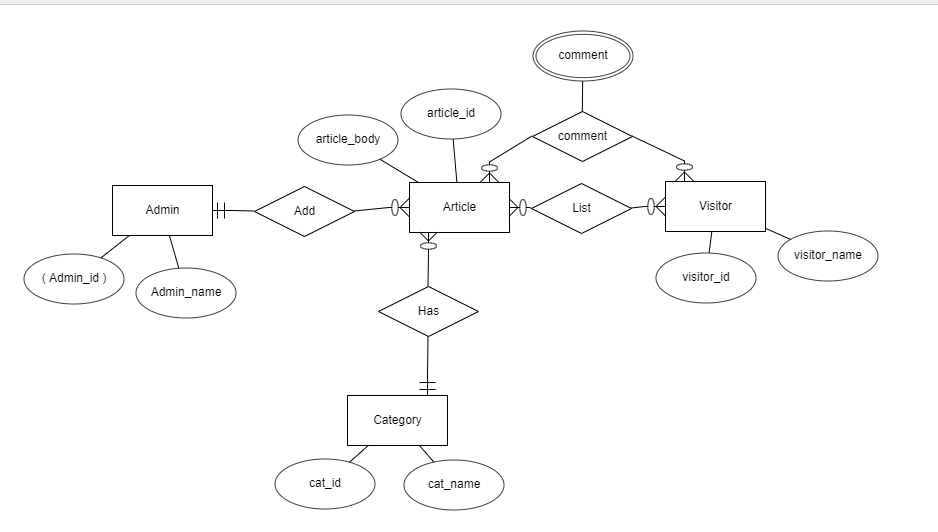 comment
article_id
article_body
comment
Admin
Add
Article
List
Visitor
( Admin_id )
Admin_name
visitor_id
visitor_name
Has
Category
cat_id
cat_name